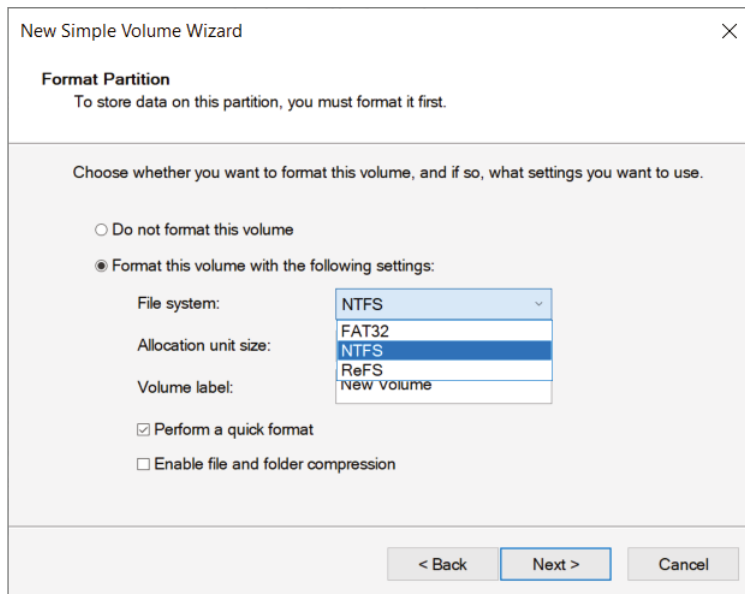 New Simple Volume Wizard
Format Partition
To store data on this partition, you must format it first.
Choose whether you want to format this volume, and if so, what settings you want to use.
Do not format this volume
Format this volume with the following settings:
File system: NTFS
FAT32
Allocation unit size: NTFS
ReFS
Volume label: New Volume
Perform a quick format
Enable file and folder compression
< Back Next > Cancel